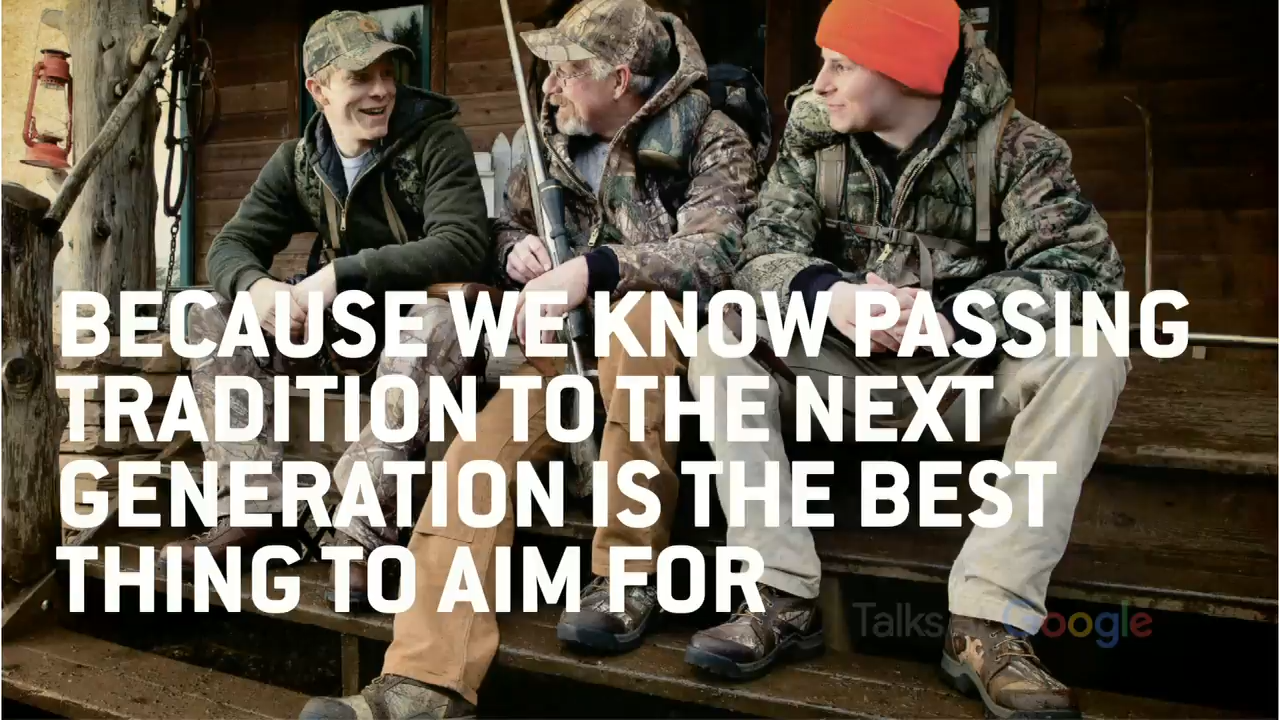 BECAUSE WE KNOW PASSING
TRADITION TO THE NEXT
GENERATION IS THE BEST
THING TO AIM FOR
Talks at Google